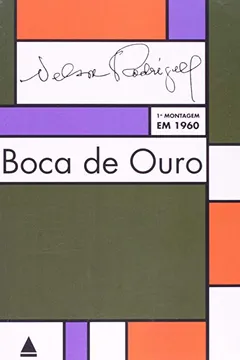 Nelson Rodrigues
1ª MONTAGEM
EM 1960
Boca de Ouro